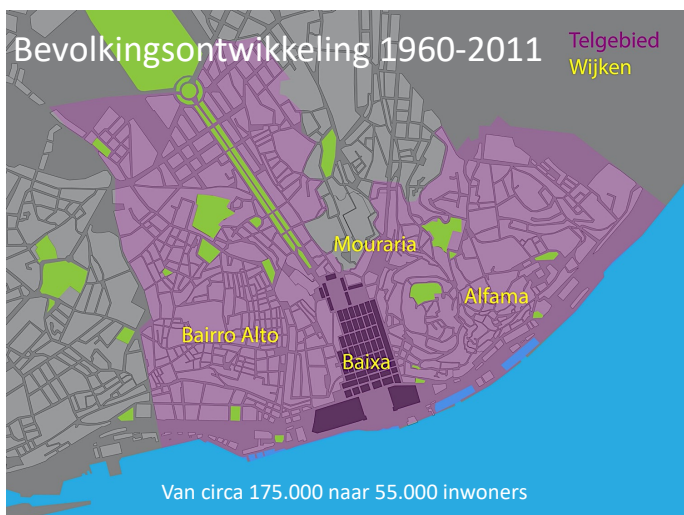 Bevolkingsontwikkeling 1960-2011
Telgebied
Wijken
Mouraria
Alfama
Bairro Alto
Baixa
Van circa 175.000 naar 55.000 inwoners